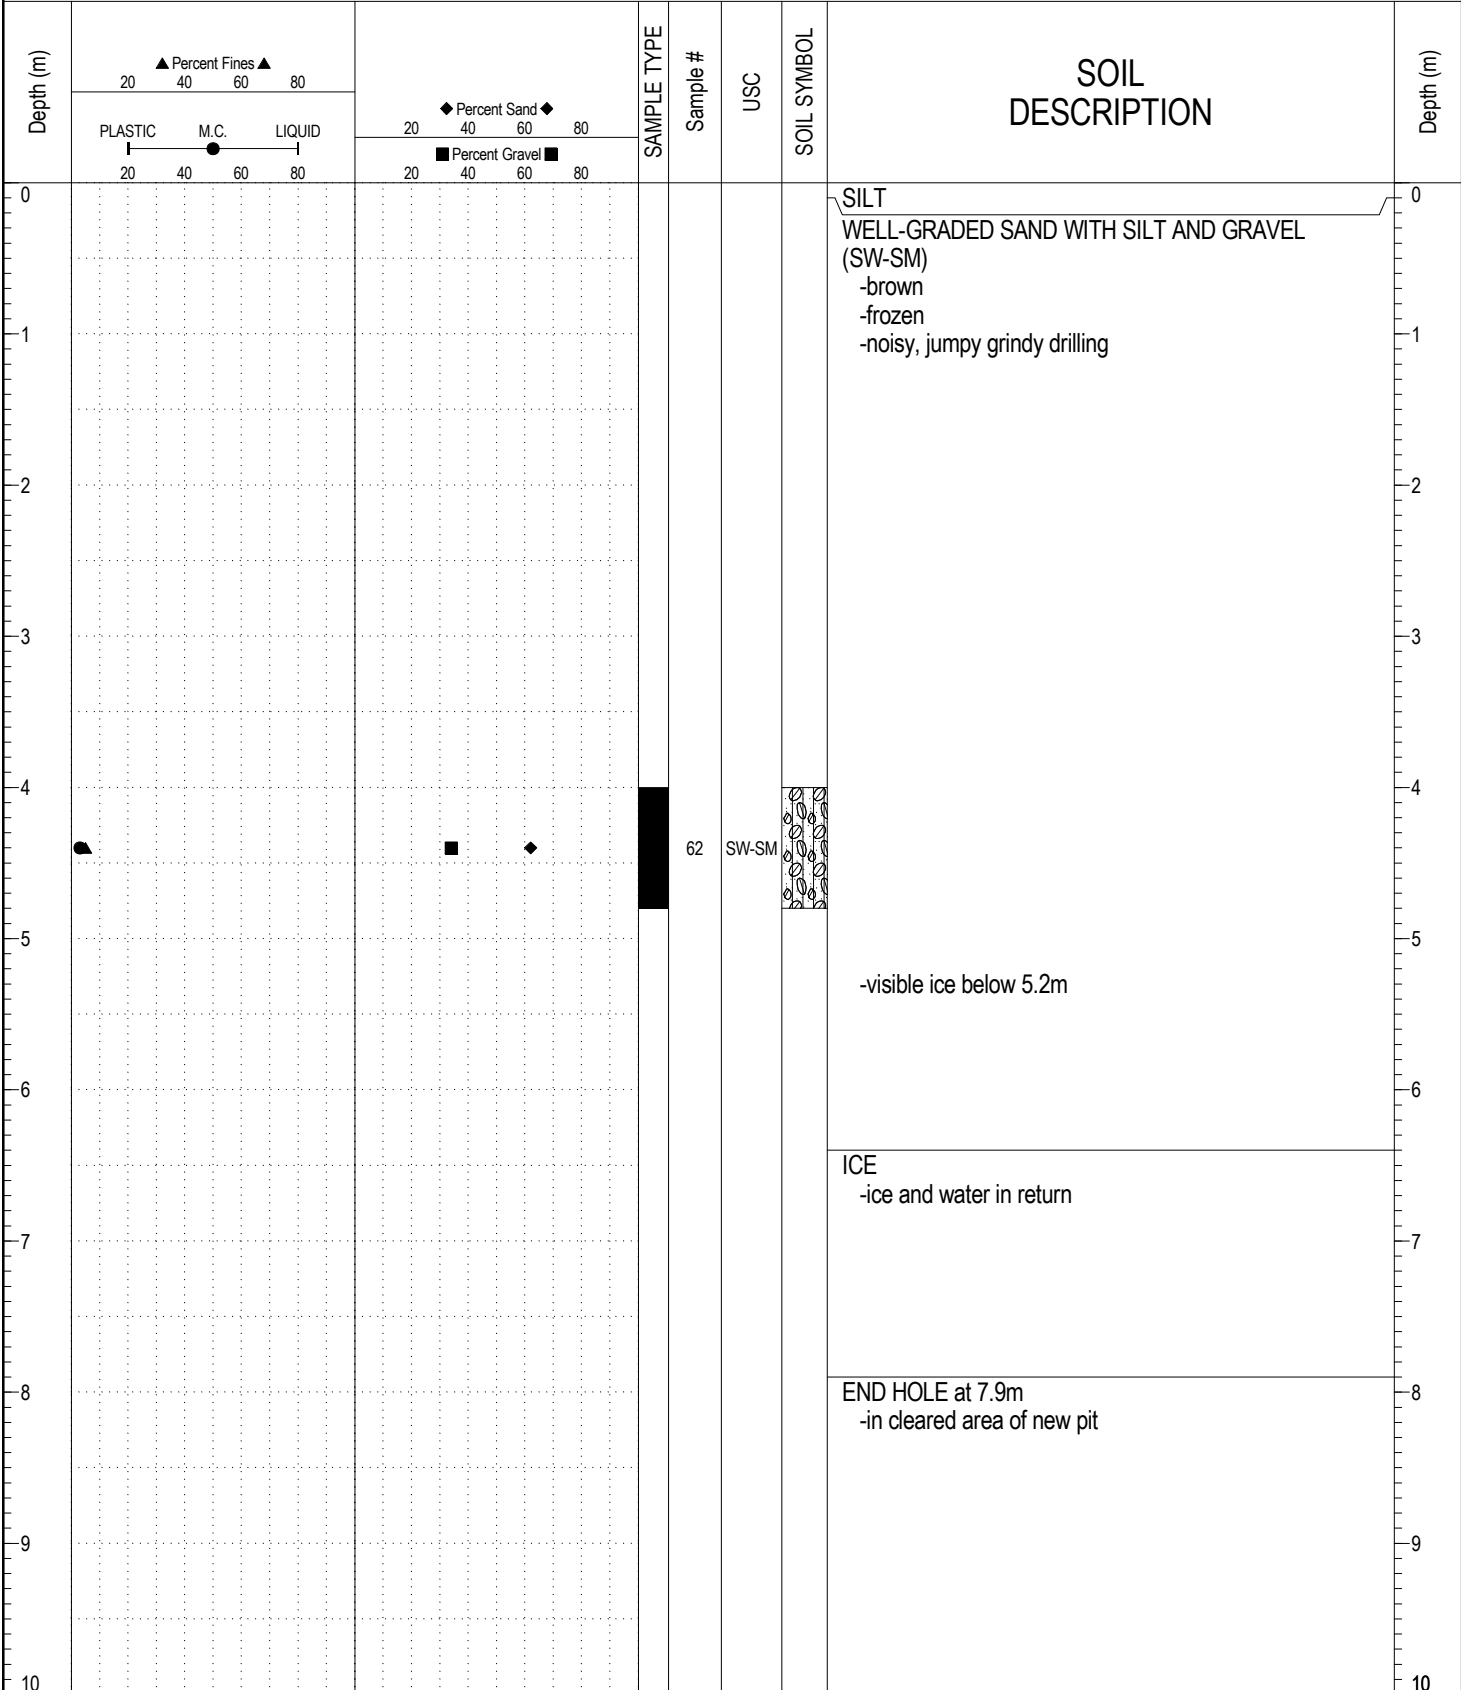 Depth (m)
▲ Percent Fines ▲
20 40 60 80
PLASTIC M.C. LIQUID
20 40 60 80
◆ Percent Sand ◆
20 40 60 80
■ Percent Gravel ■
20 40 60 80
SAMPLE TYPE
Sample #
USC
SOIL SYMBOL
SOIL
DESCRIPTION
Depth (m)
0
SILT
0
WELL-GRADED SAND WITH SILT AND GRAVEL
(SW-SM)
-brown
-frozen
1
-noisy, jumpy grindy drilling
1
2
2
3
3
4
4
62 SW-SM
5
5
-visible ice below 5.2m
6
6
ICE
-ice and water in return
7
7
8
END HOLE at 7.9m
8
-in cleared area of new pit
9
9
10
10